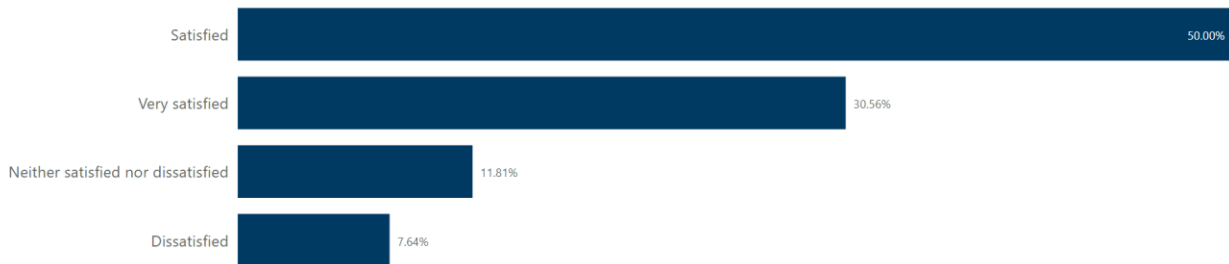 Satisfied 50.00%
Very satisfied 30.56%
Neither satisfied nor dissatisfied 11.81%
Dissatisfied 7.64%